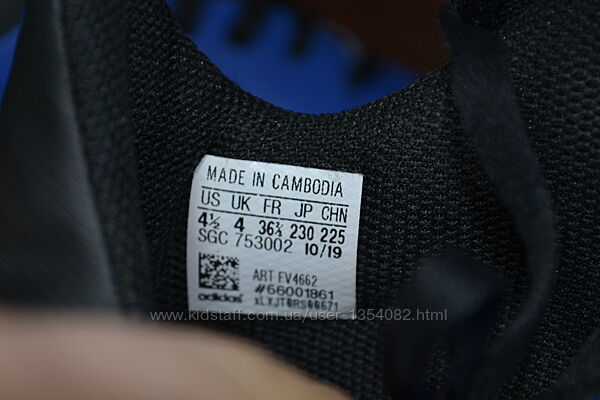 MADE IN CAMBODIA
US UK FR JP CHN
4½ 4 36⅔ 230 225
SGC 753002 10/19
ART FV4662
#66001861
adidas
www.kidstaff.com.ua/user-1354082.html